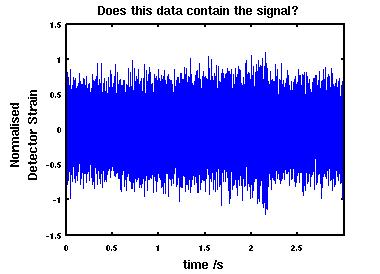 Does this data contain the signal?
1.5
1
0.5
0
-0.5
-1
-1.5
Normalised
Detector Strain
0 0.5 1 1.5 2 2.5
time /s